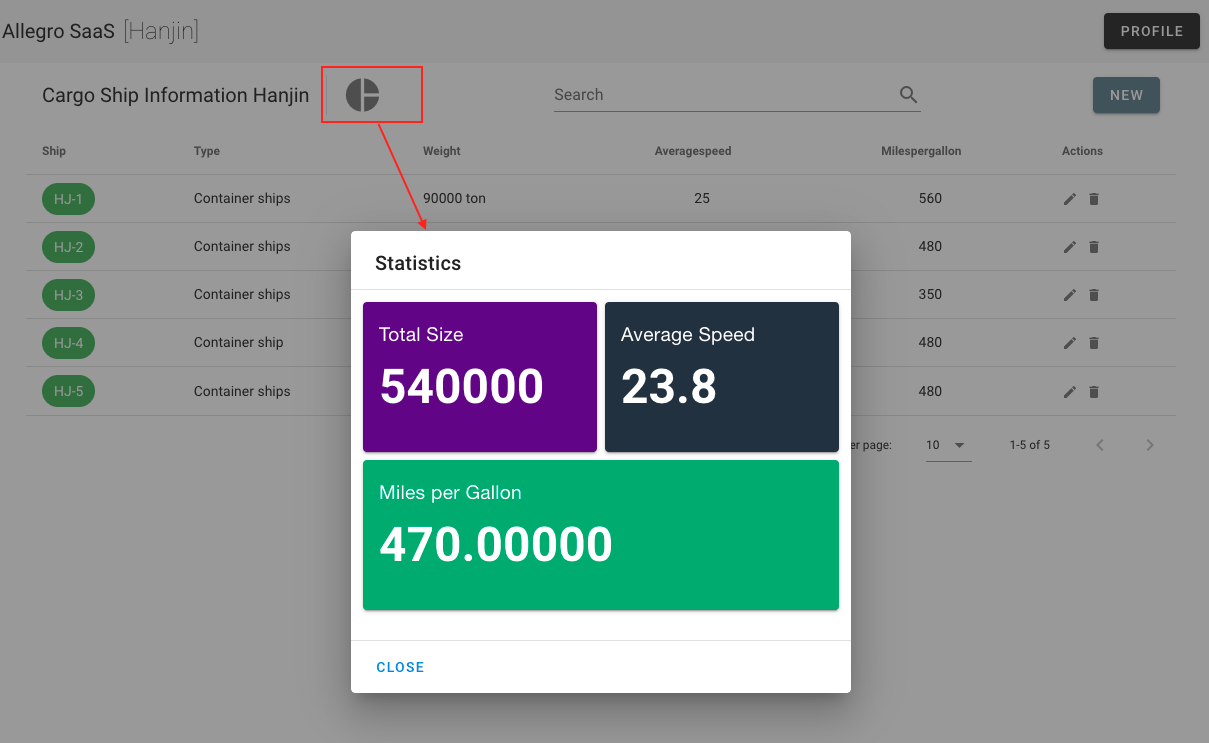 Allegro SaaS [Hanjin]
PROFILE
Cargo Ship Information Hanjin
Search
NEW
Ship Type Weight Averagespeed Milespergallon Actions
HJ-1 Container ships 90000 ton 25 560
HJ-2 Container ships 480
HJ-3 Container ships 350
HJ-4 Container ship 480
HJ-5 Container ships 480
er page: 10 1-5 of 5
Statistics
Total Size
540000
Average Speed
23.8
Miles per Gallon
470.00000
CLOSE